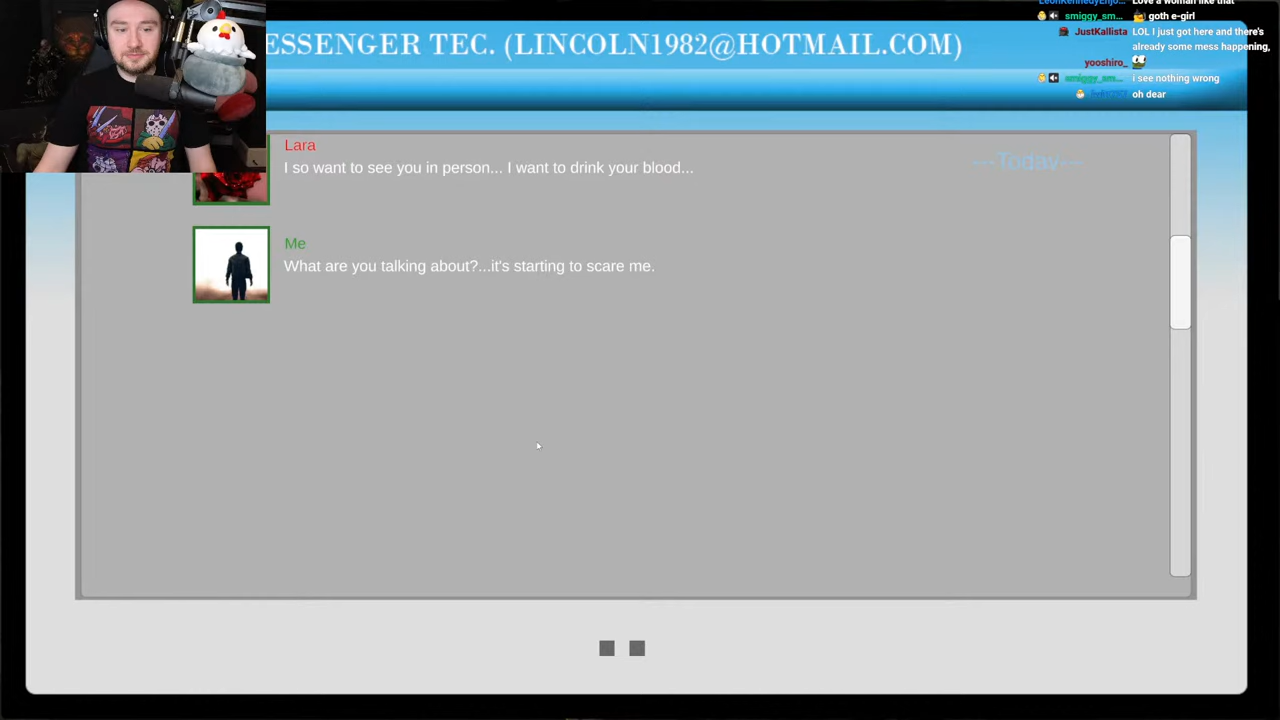 ESSENGER TEC. (LINCOLN1982@HOTMAIL.COM)
Lara
I so want to see you in person... I want to drink your blood...
---Today---
Me
What are you talking about?...it's starting to scare me.
Love a woman like that
smiggy_sm... goth e-girl
JustKallista LOL I just got here and there's
already some mess happening,
yooshiro_
smiggy_sm... i see nothing wrong
oh dear